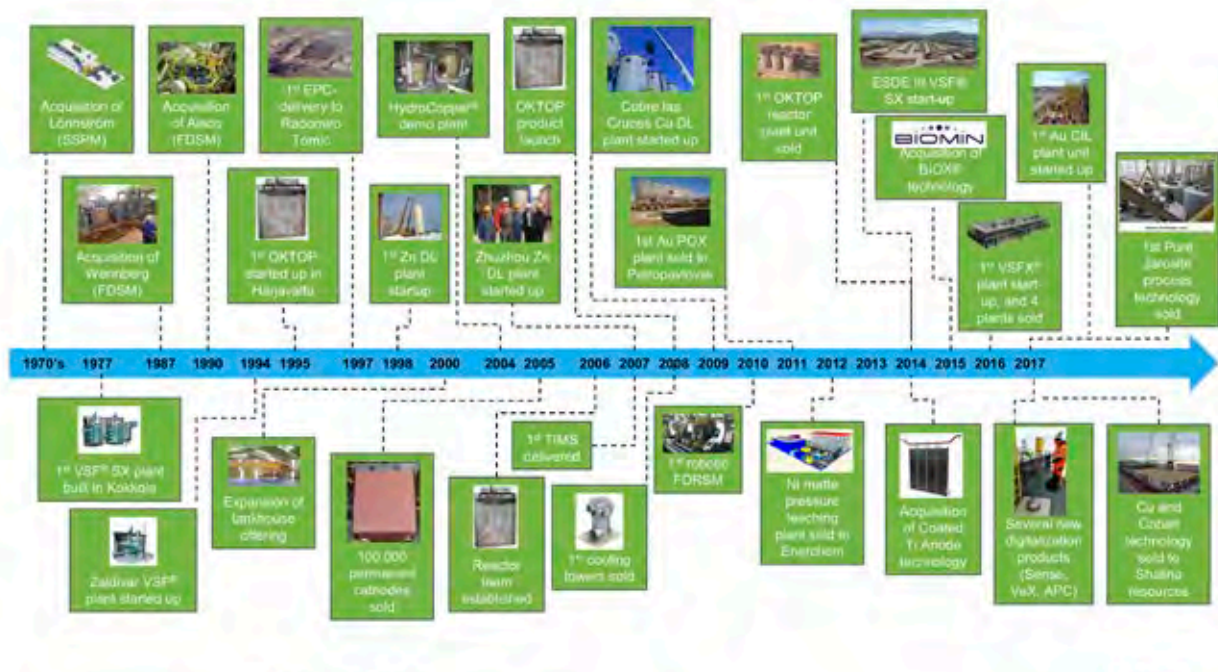 Acquisition of
Lönnström
(SSPM)
Acquisition
of Aisco
(FDSM)
1st EPC-
delivery to
Radomiro
Tomic
HydroCopper®
demo plant
OKTOP
product
launch
Cobre las
Cruces Cu DL
plant started up
1st OKTOP
reactor
plant unit
sold
ESDE III VSF®
SX start-up
BIOMIN
Acquisition of
BIOX®
technology
1st Au CIL
plant unit
started up
Acquisition of
Wennberg
(FDSM)
1st OKTOP
started up in
Harjavalta
1st Zn DL
plant
startup
Zhuzhou Zn
DL plant
started up
1st Au POX
plant sold to
Petropavlovsk
1st VSFX®
plant start-
up, and 4
plants sold
1st Pure
Jarosite
process
technology
sold
1970's 1977 1987 1990 1994 1995 1997 1998 2000 2004 2005 2006 2007 2008 2009 2010 2011 2012 2013 2014 2015 2016 2017
1st VSF® SX plant
built in Kokkola
Zaldivar VSF®
plant started up
Expansion of
tankhouse
offering
100 000
permanent
cathodes
sold
Reactor
team
established
1st TIMS
delivered
1st cooling
towers sold
1st robotic
FDRSM
Ni matte
pressure
leaching
plant sold to
Enerchem
Acquisition
of Coated
Ti Anode
technology
Several new
digitalization
products
(Sense,
VeX, APC)
Cu and
Cobalt
technology
sold to
Shalina
resources